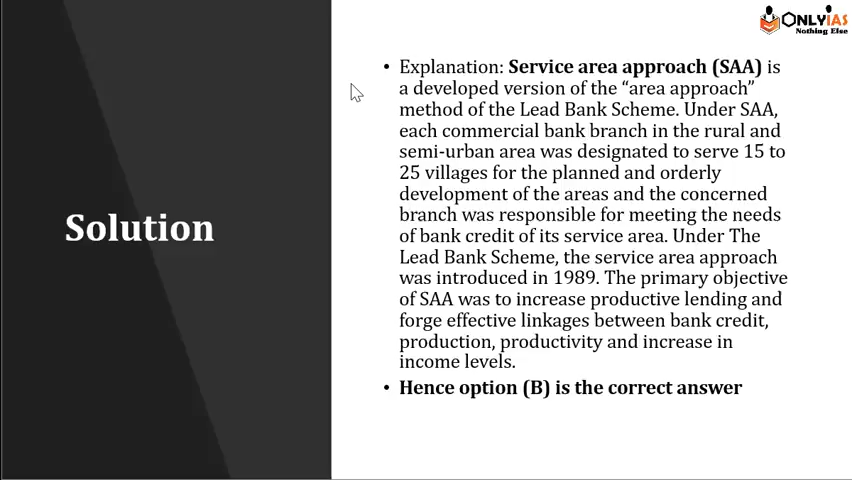 ONLYIAS
Nothing Else
Solution
• Explanation: Service area approach (SAA) is
a developed version of the “area approach”
method of the Lead Bank Scheme. Under SAA,
each commercial bank branch in the rural and
semi-urban area was designated to serve 15 to
25 villages for the planned and orderly
development of the areas and the concerned
branch was responsible for meeting the needs
of bank credit of its service area. Under The
Lead Bank Scheme, the service area approach
was introduced in 1989. The primary objective
of SAA was to increase productive lending and
forge effective linkages between bank credit,
production, productivity and increase in
income levels.
• Hence option (B) is the correct answer